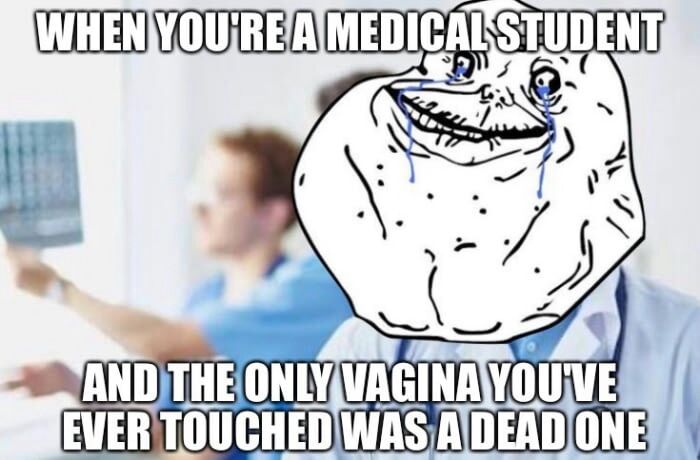 WHEN YOU'RE A MEDICAL STUDENT
AND THE ONLY VAGINA YOU'VE
EVER TOUCHED WAS A DEAD ONE